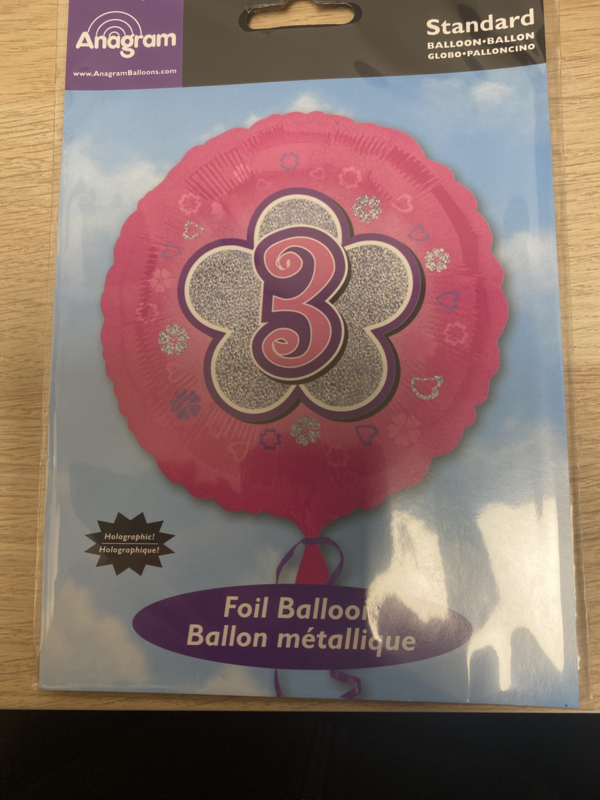 Anagram
www.AnagramBalloons.com
Standard
BALLOON•BALLON
GLOBO•PALLONCINO
3
Holographic!
Holographique!
Foil Balloon
Ballon métallique